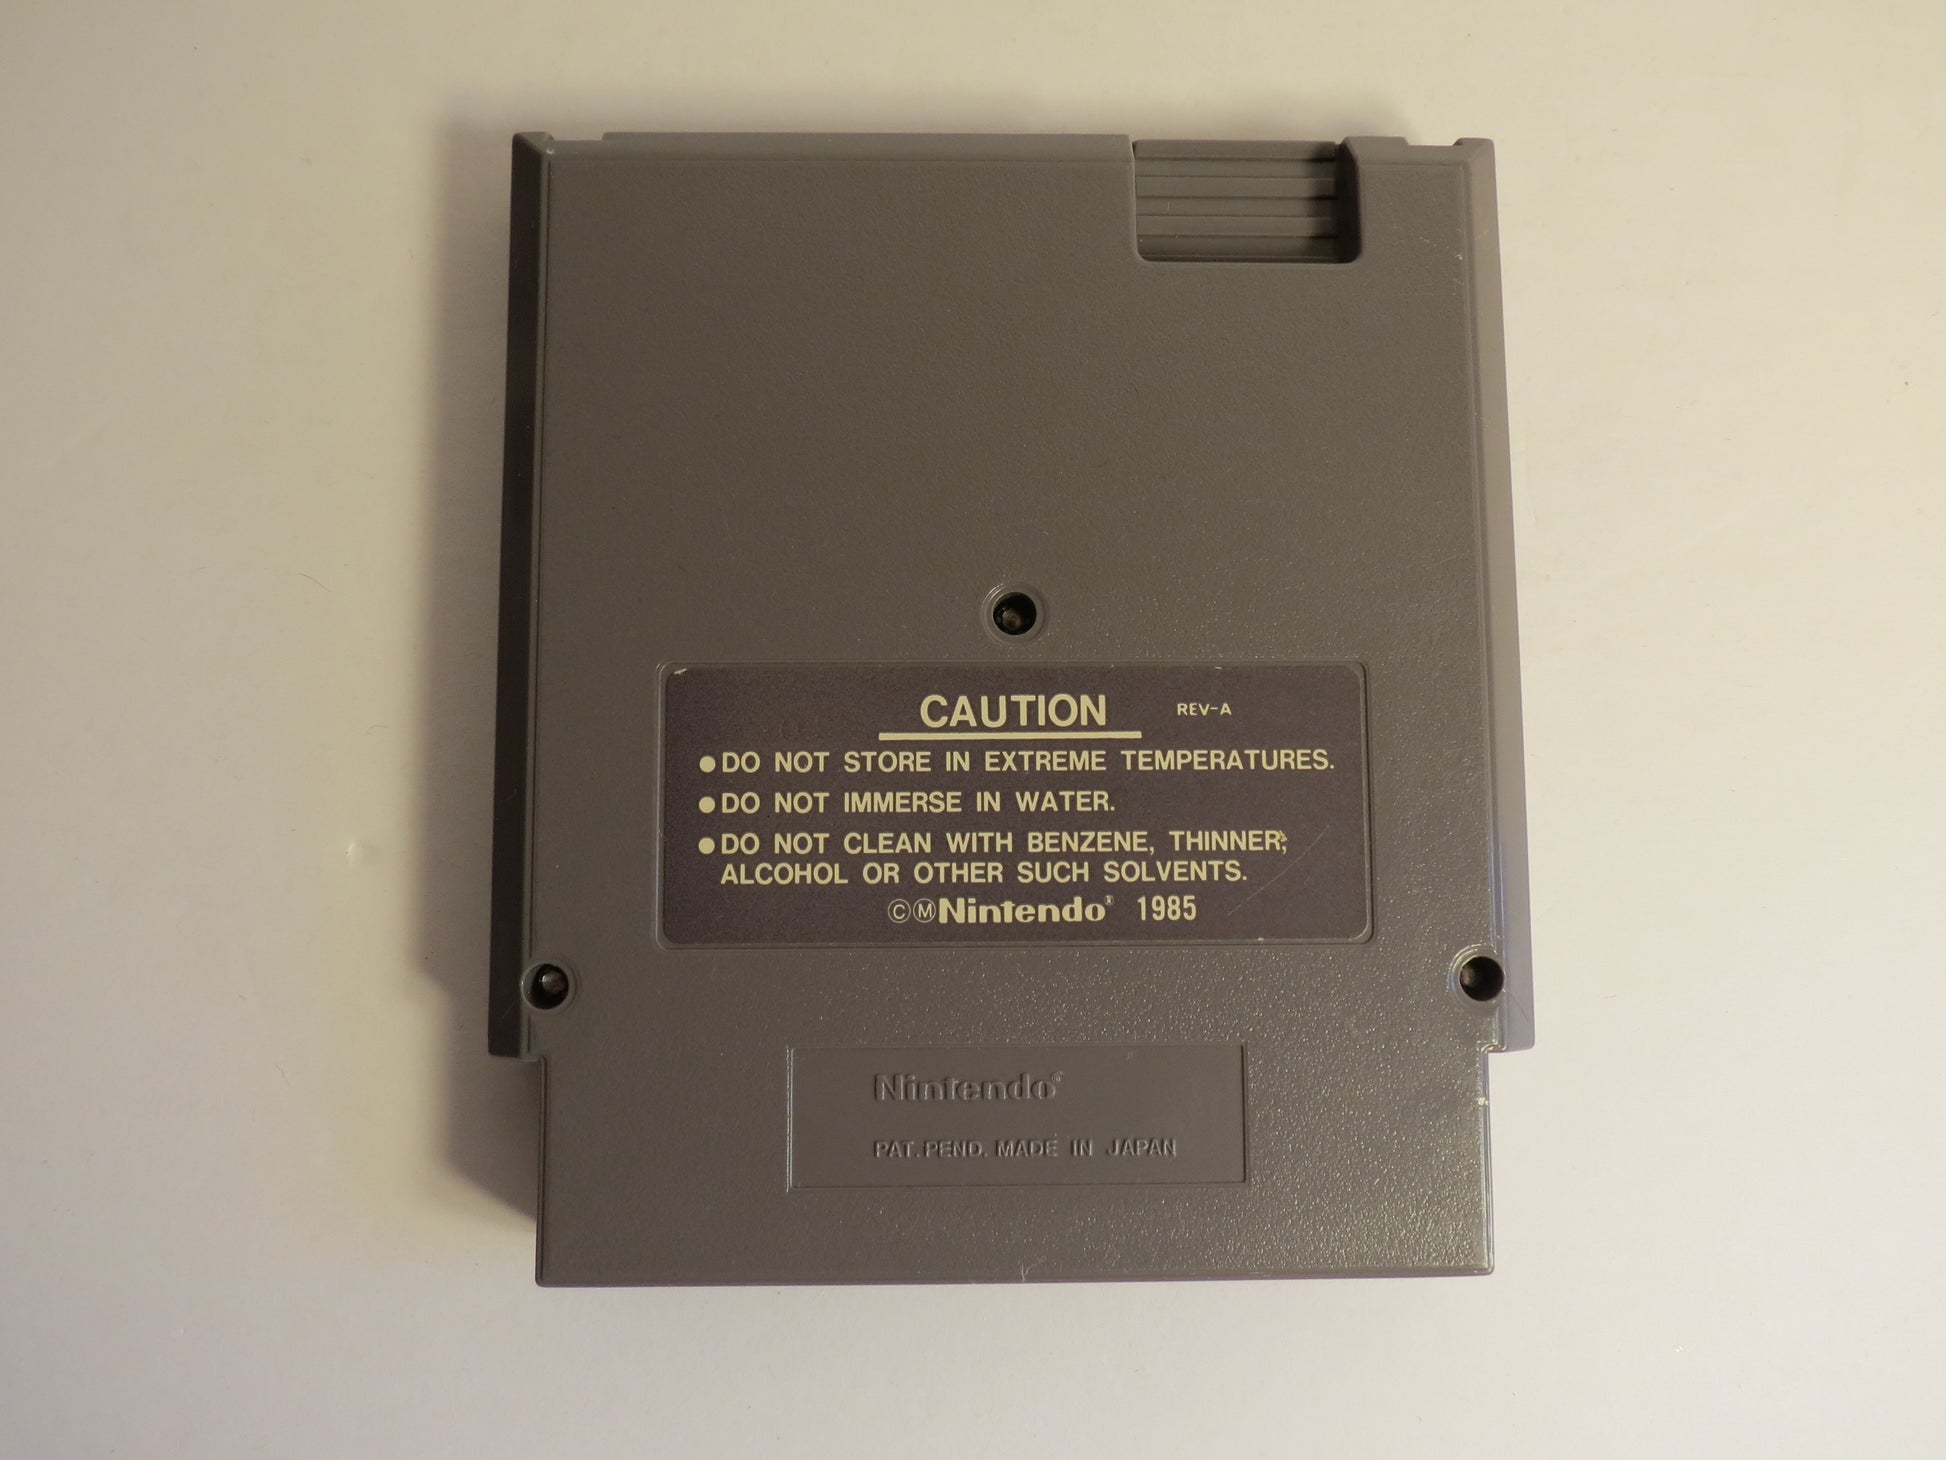 CAUTION REV-A
●DO NOT STORE IN EXTREME TEMPERATURES.
●DO NOT IMMERSE IN WATER.
●DO NOT CLEAN WITH BENZENE, THINNER,
ALCOHOL OR OTHER SUCH SOLVENTS.
©ⓂNintendo® 1985
Nintendo®
PAT. PEND. MADE IN JAPAN